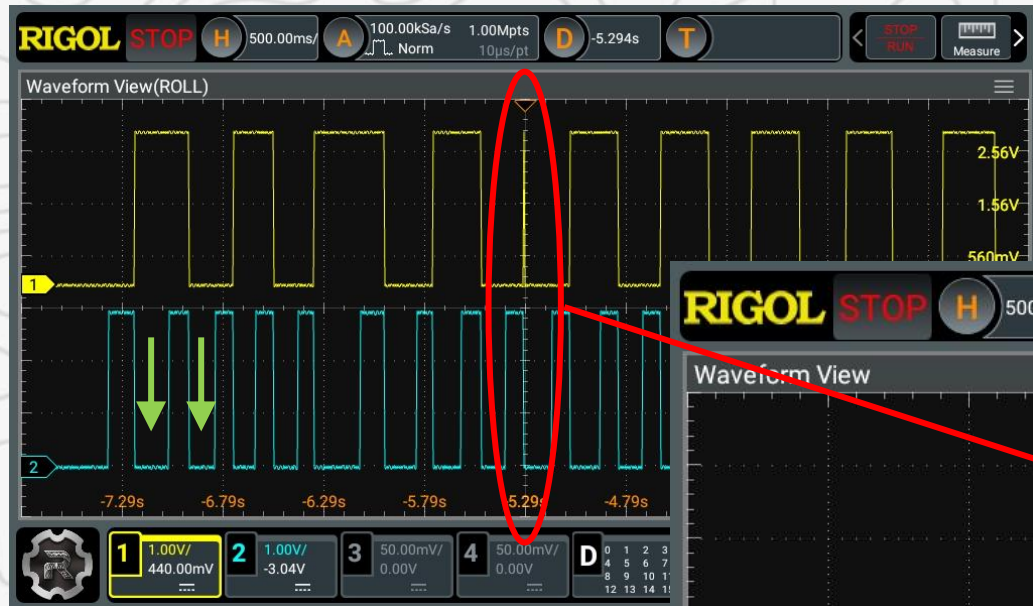 RIGOL STOP H 500.00ms/ A 100.00kSa/s 1.00Mpts D -5.294s T < STOP >
Norm 10μs/pt RUN Measure
Waveform View(ROLL)
2.56V
1.56V
560mV
1
RIGOL STOP H 500
Waveform View
2
-7.29s -6.79s -6.29s -5.79s -5.29s -4.79s
R 1 1.00V/ 2 1.00V/ 3 50.00mV/ 4 50.00mV/ D 0 1 2 3
440.00mV -3.04V 0.00V 0.00V 4 5 6 7
8 9 10
12 13 14